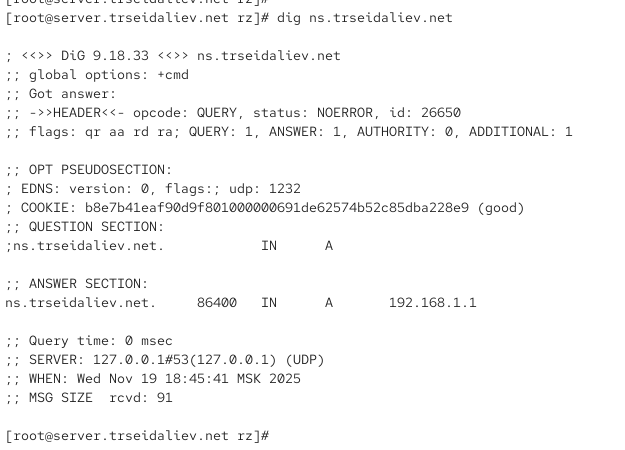 [root@server.trseidaliev.net rz]#
[root@server.trseidaliev.net rz]# dig ns.trseidaliev.net
; <<>> DiG 9.18.33 <<>> ns.trseidaliev.net
;; global options: +cmd
;; Got answer:
;; ->>HEADER<<- opcode: QUERY, status: NOERROR, id: 26650
;; flags: qr aa rd ra; QUERY: 1, ANSWER: 1, AUTHORITY: 0, ADDITIONAL: 1
;; OPT PSEUDOSECTION:
; EDNS: version: 0, flags:; udp: 1232
; COOKIE: b8e7b41eaf90d9f801000000691de62574b52c85dba228e9 (good)
;; QUESTION SECTION:
;ns.trseidaliev.net. IN A
;; ANSWER SECTION:
ns.trseidaliev.net. 86400 IN A 192.168.1.1
;; Query time: 0 msec
;; SERVER: 127.0.0.1#53(127.0.0.1) (UDP)
;; WHEN: Wed Nov 19 18:45:41 MSK 2025
;; MSG SIZE rcvd: 91
[root@server.trseidaliev.net rz]#